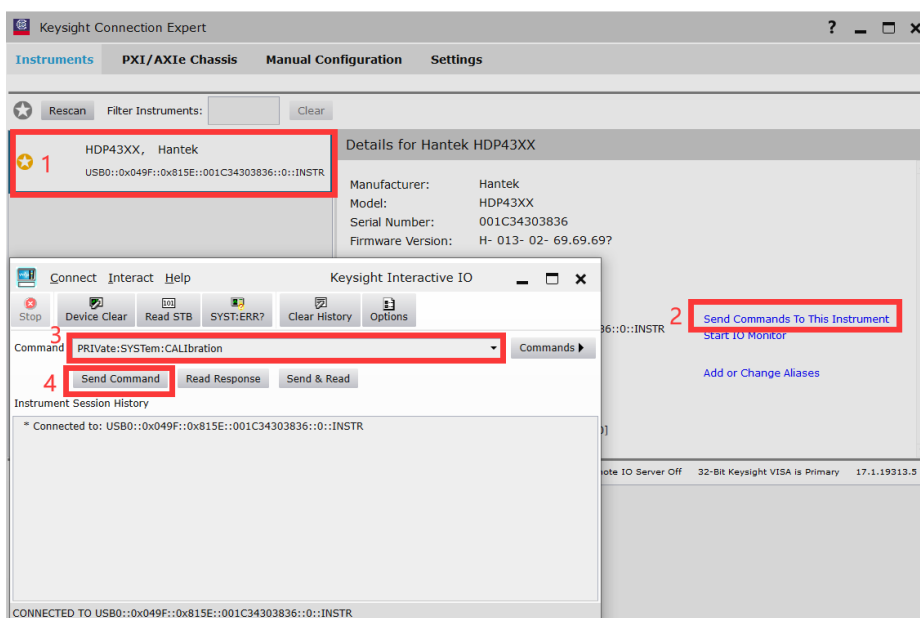 Keysight Connection Expert
?
Instruments PXI/AXIe Chassis Manual Configuration Settings
Rescan Filter Instruments: Clear
1
HDP43XX, Hantek
USB0::0x049F::0x815E::001C34303836::0::INSTR
Details for Hantek HDP43XX
Manufacturer: Hantek
Model: HDP43XX
Serial Number: 001C34303836
Firmware Version: H- 013- 02- 69.69.69?
6::0::INSTR
2
Send Commands To This Instrument
Start IO Monitor
Add or Change Aliases
Remote IO Server Off 32-Bit Keysight VISA is Primary 17.1.19313.5
Connect Interact Help Keysight Interactive IO
Stop Device Clear Read STB SYST:ERR? Clear History Options
3
Command PRIVate:SYSTem:CALIbration Commands
4
Send Command Read Response Send & Read
Instrument Session History
* Connected to: USB0::0x049F::0x815E::001C34303836::0::INSTR
CONNECTED TO USB0::0x049F::0x815E::001C34303836::0::INSTR